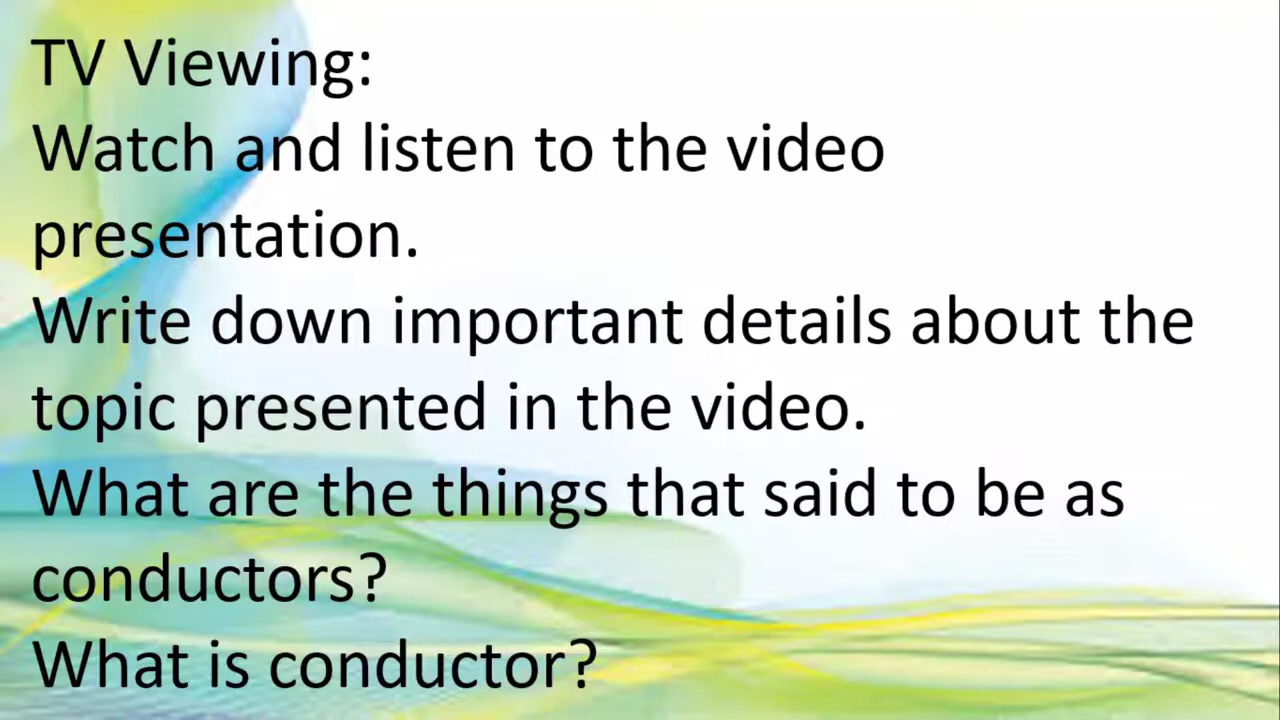 TV Viewing:
Watch and listen to the video
presentation.
Write down important details about the
topic presented in the video.
What are the things that said to be as
conductors?
What is conductor?